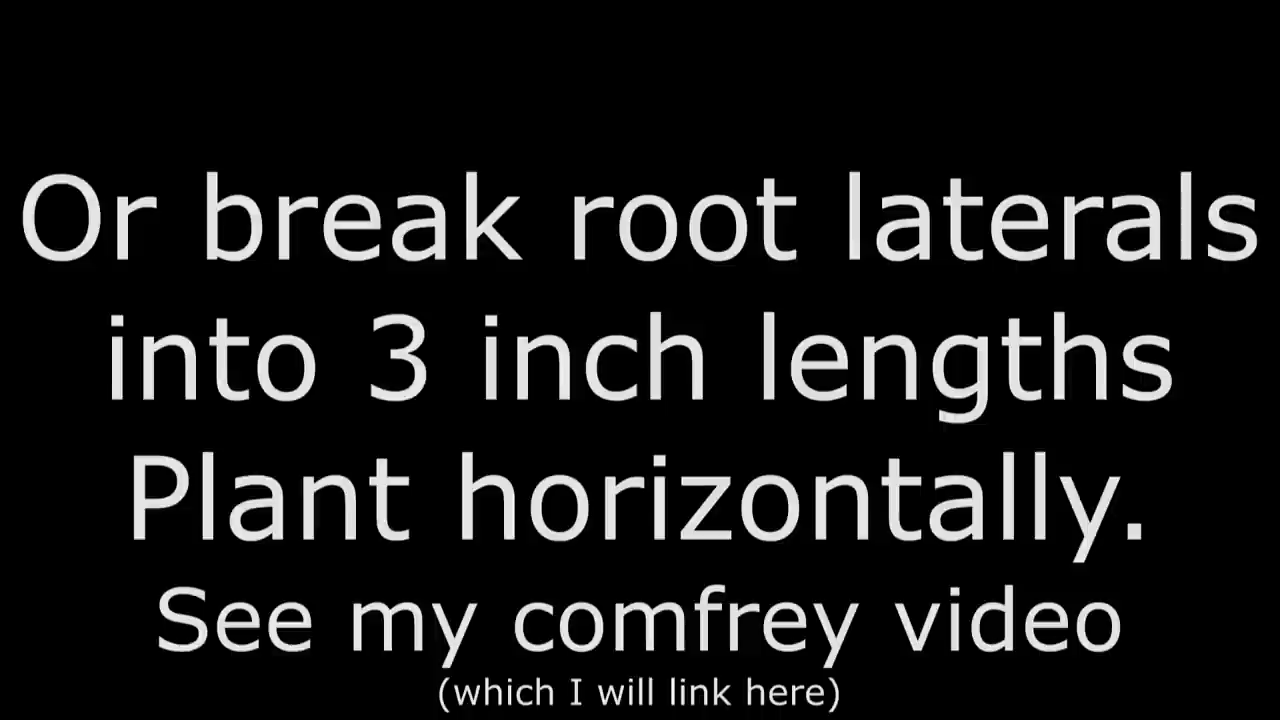 Or break root laterals
into 3 inch lengths
Plant horizontally.
See my comfrey video
(which I will link here)